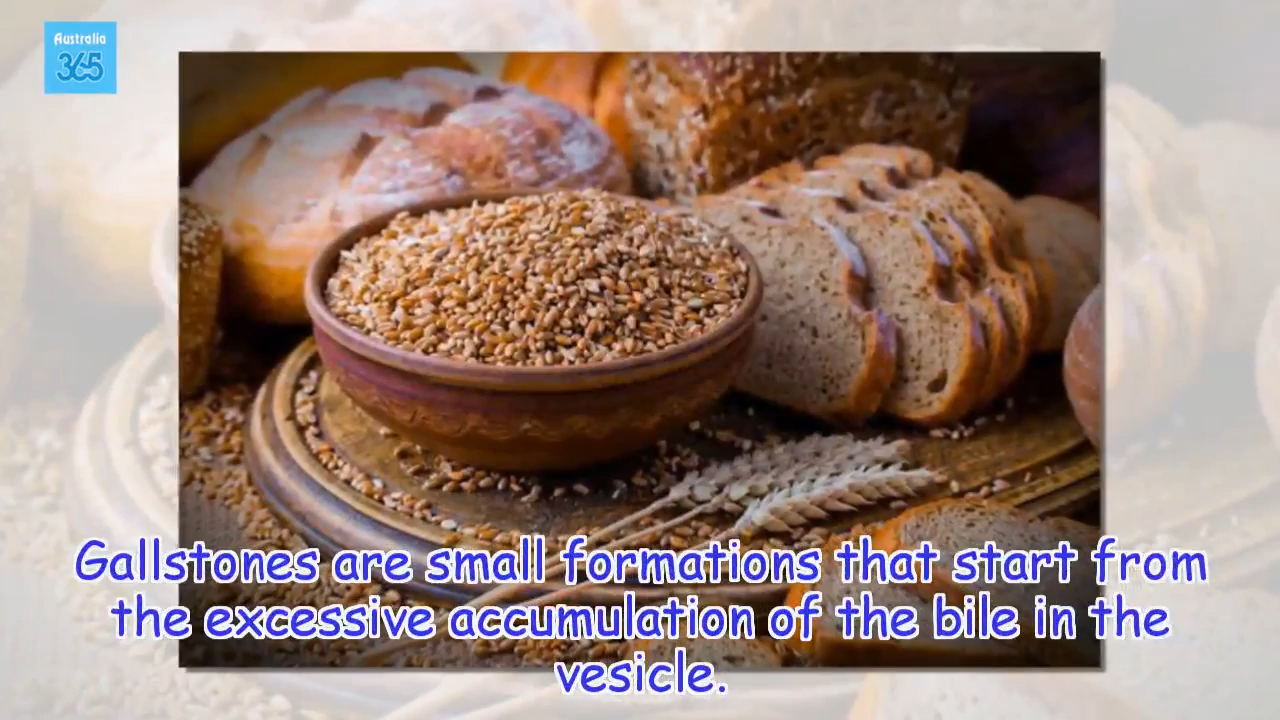 Australia
365
Gallstones are small formations that start from
the excessive accumulation of the bile in the
vesicle.